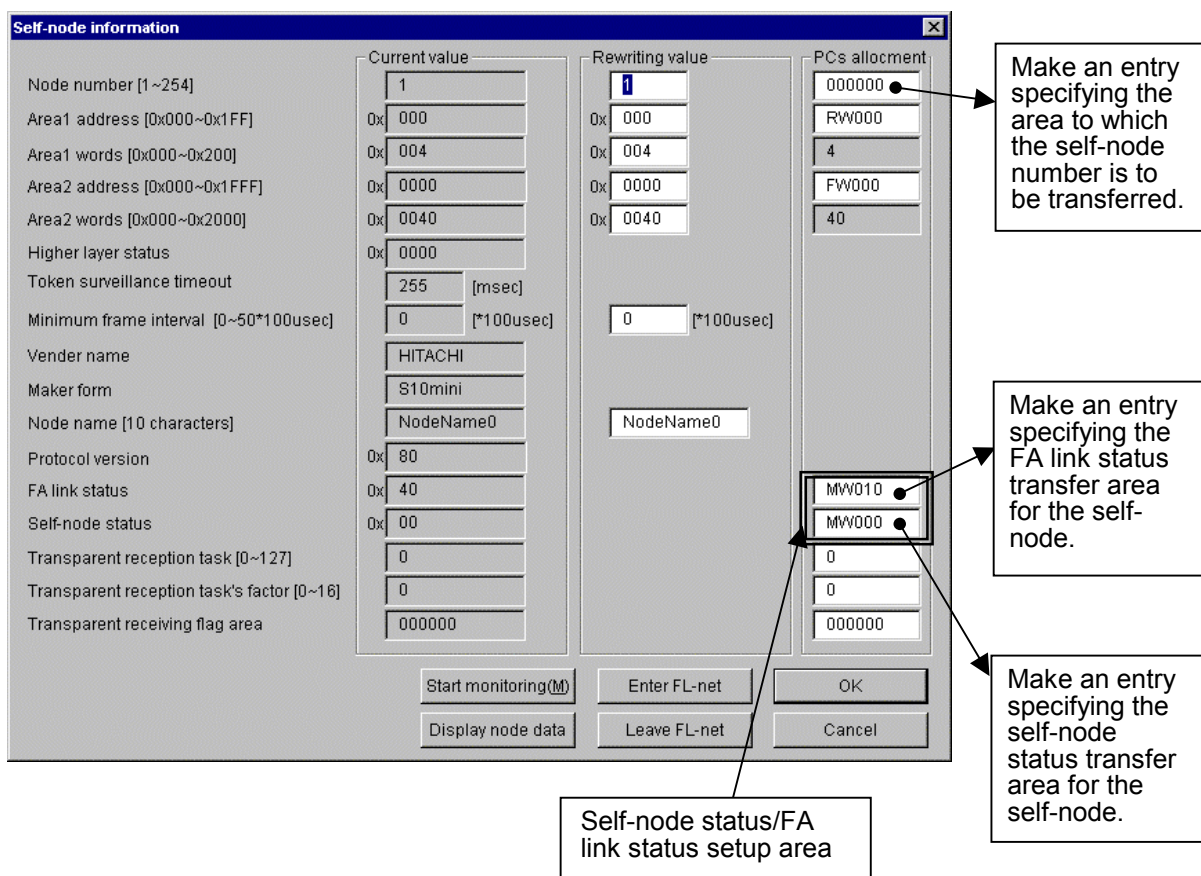 Self-node information
Current value Rewriting value PCs allocment
Node number [1~254] 1 1 000000
Area1 address [0x000~0x1FF] 0x 000 0x 000 RW000
Area1 words [0x000~0x200] 0x 004 0x 004 4
Area2 address [0x000~0x1FFF] 0x 0000 0x 0000 FW000
Area2 words [0x000~0x2000] 0x 0040 0x 0040 40
Higher layer status 0x 0000
Token surveillance timeout 255 [msec]
Minimum frame interval [0~50*100usec] 0 [*100usec] 0 [*100usec]
Vender name HITACHI
Maker form S10mini
Node name [10 characters] NodeName0 NodeName0
Protocol version 0x 80
FA link status 0x 40 MW010
Self-node status 0x 00 MW000
Transparent reception task [0~127] 0 0
Transparent reception task's factor [0~16] 0 0
Transparent receiving flag area 000000 000000
Start monitoring(M) Enter FL-net OK
Display node data Leave FL-net Cancel
Make an entry
specifying the
area to which
the self-node
number is to
be transferred.
Make an entry
specifying the
FA link status
transfer area
for the self-
node.
Make an entry
specifying the
self-node
status transfer
area for the
self-node.
Self-node status/FA
link status setup area